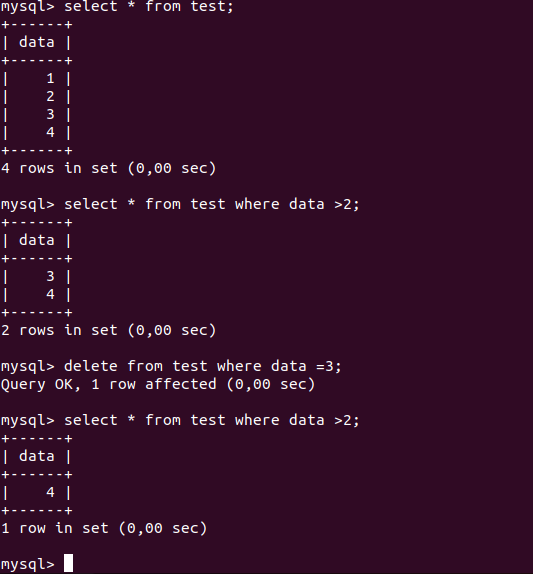 mysql> select * from test;
+------+
| data |
+------+
|    1 |
|    2 |
|    3 |
|    4 |
+------+
4 rows in set (0,00 sec)
mysql> select * from test where data >2;
+------+
| data |
+------+
|    3 |
|    4 |
+------+
2 rows in set (0,00 sec)
mysql> delete from test where data =3;
Query OK, 1 row affected (0,00 sec)
mysql> select * from test where data >2;
+------+
| data |
+------+
|    4 |
+------+
1 row in set (0,00 sec)
mysql>